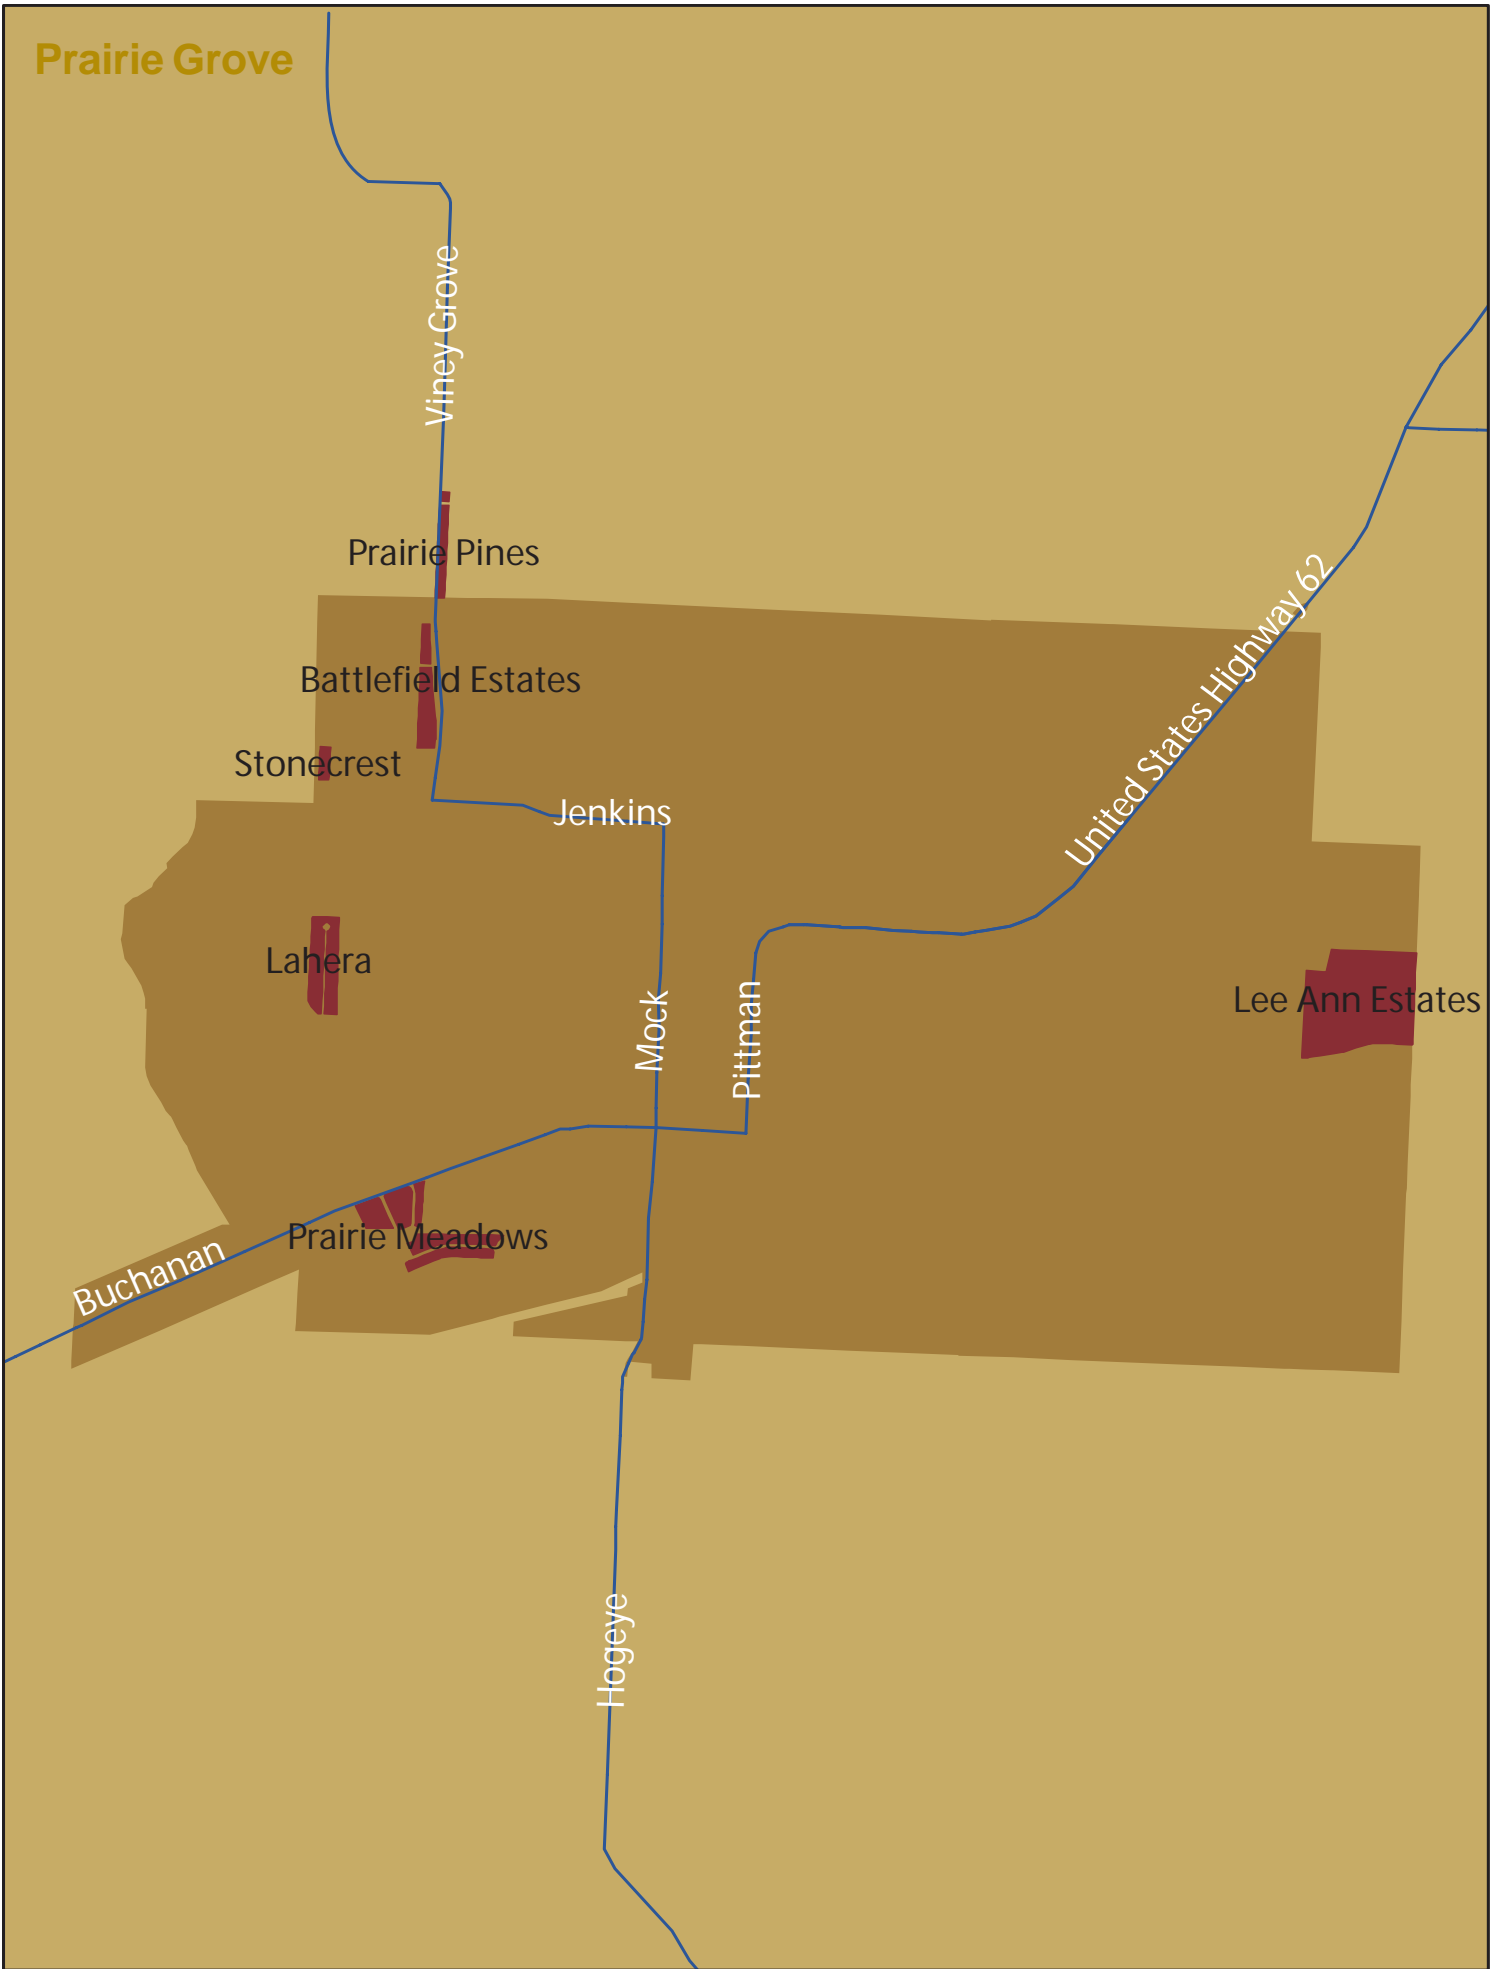 Prairie Grove
Viney Grove
Prairie Pines
United States Highway 62
Battlefield Estates
Stonecrest
Jenkins
Lahera
Mock
Pittman
Lee Ann Estates
Prairie Meadows
Buchanan
Hogeye